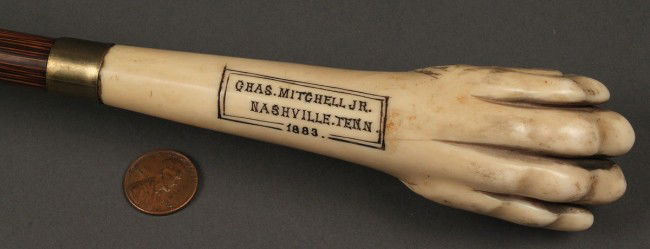 CHAS. MITCHELL JR.
NASHVILLE. TENN.
1883.